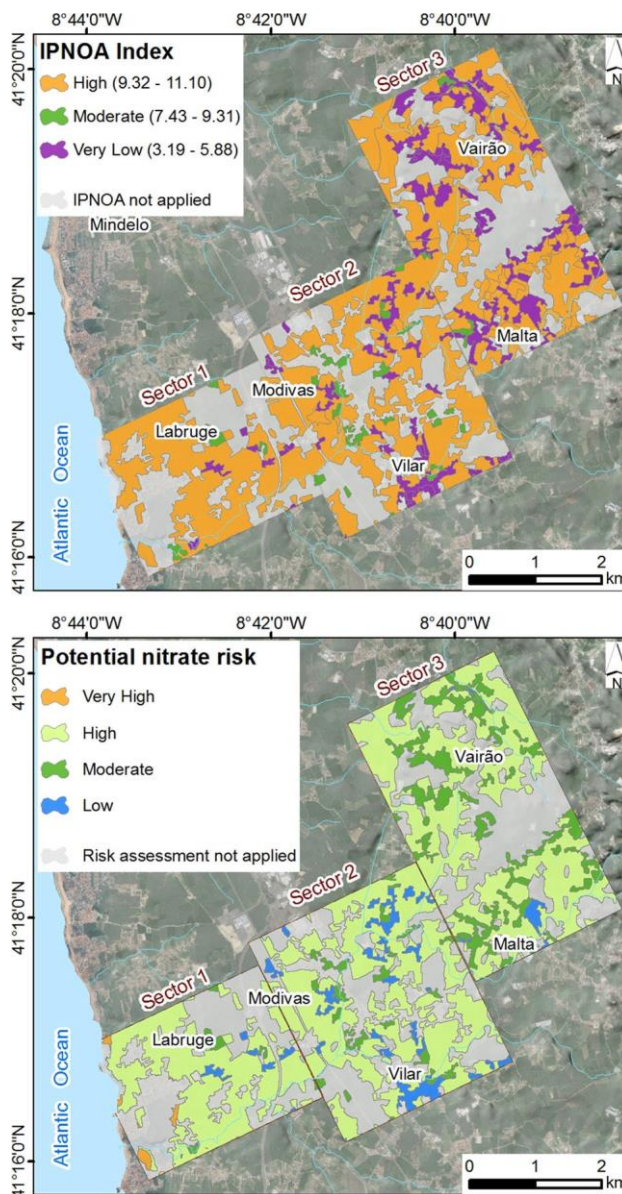 8°44'0"W
8°42'0"W
8°40'0"W
41°20'0"N
IPNOA Index
High (9.32 - 11.10)
Moderate (7.43 - 9.31)
Very Low (3.19 - 5.88)
IPNOA not applied
Mindelo
N
Sector 3
Vairão
Sector 2
41°18'0"N
Malta
Sector 1
Modivas
Labruge
Vilar
Atlantic Ocean
41°16'0"N
0 1 2
km
8°44'0"W
8°42'0"W
8°40'0"W
41°20'0"N
Potential nitrate risk
Very High
High
Moderate
Low
Risk assessment not applied
N
Sector 3
Vairão
Sector 2
41°18'0"N
Malta
Sector 1
Modivas
Labruge
Vilar
Atlantic Ocean
41°16'0"N
0 1 2
km